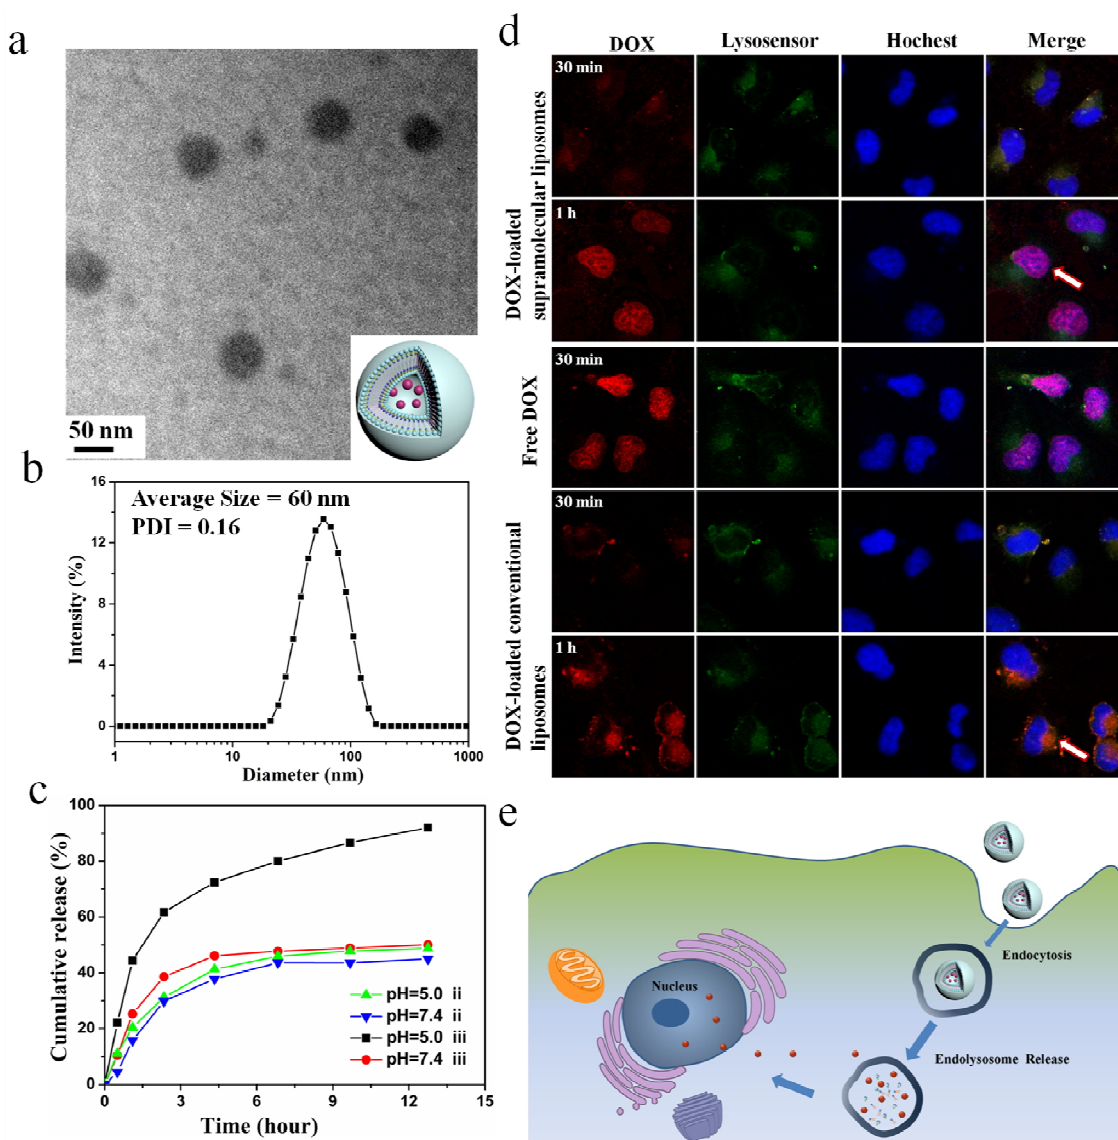 a
50 nm
b
Average Size = 60 nm
PDI = 0.16
16
12
8
4
0
Intensity (%)
1
10
100
1000
Diameter (nm)
c
100
80
60
40
20
0
Cumulative release (%)
pH=5.0 ii
pH=7.4 ii
pH=5.0 iii
pH=7.4 iii
0
3
6
9
12
15
Time (hour)
d
DOX
Lysosensor
Hochest
Merge
DOX-loaded
supramolecular liposomes
30 min
1 h
Free DOX
30 min
DOX-loaded conventional
liposomes
30 min
1 h
e
Endocytosis
Nucleus
Endolysosome Release